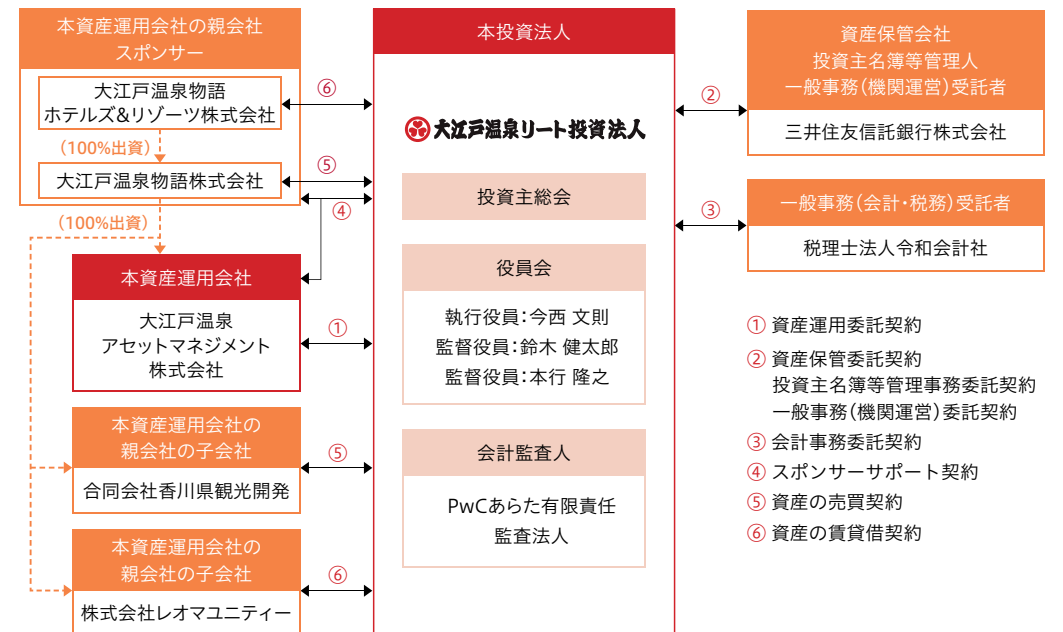 本資産運用会社の親会社
スポンサー
大江戸温泉物語
ホテルズ&リゾーツ株式会社
(100%出資)
大江戸温泉物語株式会社
(100%出資)
⑥
⑤
④
本資産運用会社
大江戸温泉
アセットマネジメント
株式会社
①
本資産運用会社の
親会社の子会社
合同会社香川県観光開発
⑤
本資産運用会社の
親会社の子会社
株式会社レオマユニティー
⑥
本投資法人
大江戸温泉リート投資法人
投資主総会
役員会
執行役員:今西 文則
監督役員:鈴木 健太郎
監督役員:本行 隆之
会計監査人
PwCあらた有限責任
監査法人
②
③
資産保管会社
投資主名簿等管理人
一般事務(機関運営)受託者
三井住友信託銀行株式会社
一般事務(会計・税務)受託者
税理士法人令和会計社
① 資産運用委託契約
② 資産保管委託契約
投資主名簿等管理事務委託契約
一般事務(機関運営)委託契約
③ 会計事務委託契約
④ スポンサーサポート契約
⑤ 資産の売買契約
⑥ 資産の賃貸借契約